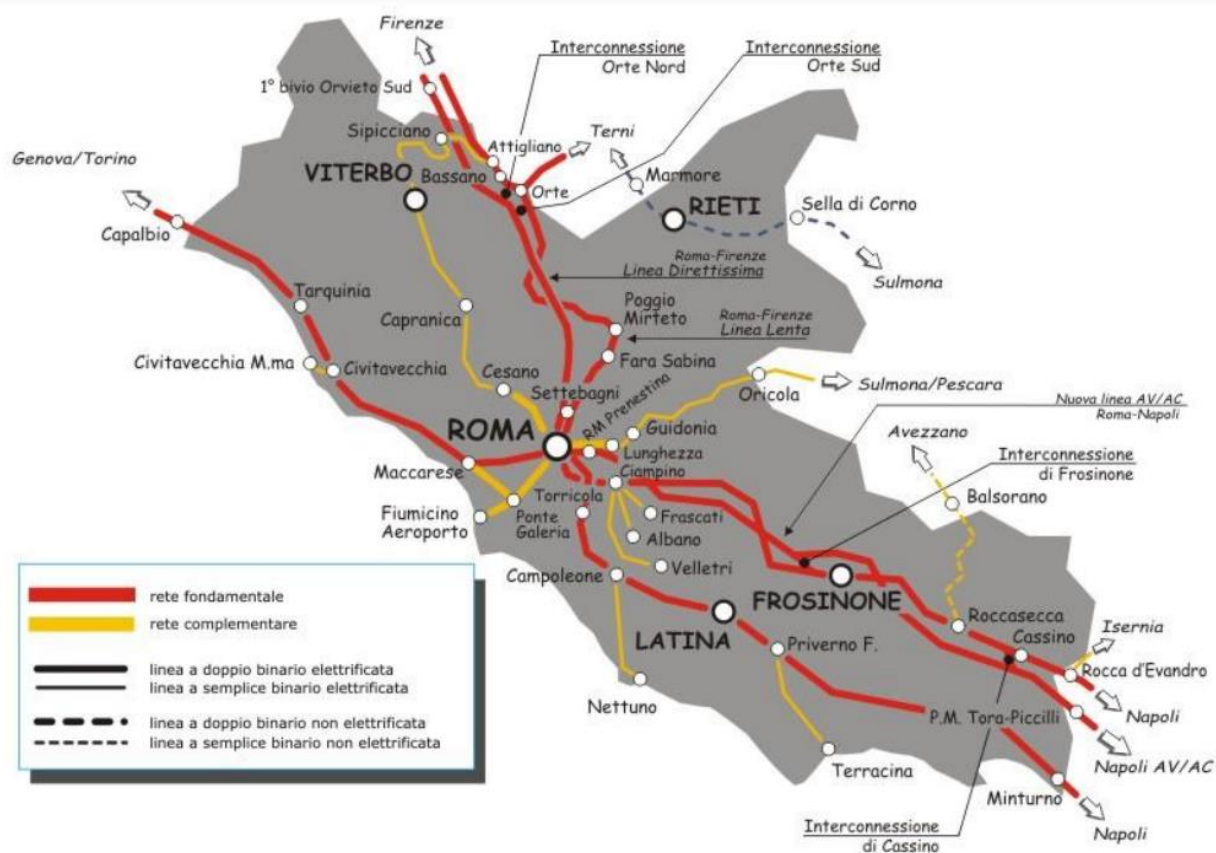 Firenze
Interconnessione
Orte Nord
Interconnessione
Orte Sud
1° bivio Orvieto Sud
Sipicciano
Attigliano
Terni
Genova/Torino
VITERBO
Bassano
Orte
Marmore
RIETI
Sella di Corno
Capalbio
Roma-Firenze
Linea Direttissima
Sulmona
Tarquinia
Capranica
Poggio
Mirteto
Roma-Firenze
Linea Lenta
Civitavecchia M.ma
Civitavecchia
Cesano
Fara Sabina
Settebagni
Oricola
Sulmona/Pescara
RM Prenestina
Nuova linea AV/AC
Roma-Napoli
ROMA
Guidonia
Avezzano
Lunghezza
Interconnessione
di Frosinone
Maccarese
Ciampino
Torricola
Balsorano
Fiumicino
Aeroporto
Ponte
Galeria
Frascati
Albano
Velletri
Campoleone
FROSINONE
Roccasecca
LATINA
Cassino
Isernia
Priverno F.
Rocca d'Evandro
Nettuno
P.M. Tora-Piccilli
Napoli
Napoli AV/AC
Terracina
Minturno
Interconnessione
di Cassino
Napoli
rete fondamentale
rete complementare
linea a doppio binario elettrificata
linea a semplice binario elettrificata
linea a doppio binario non elettrificata
linea a semplice binario non elettrificata